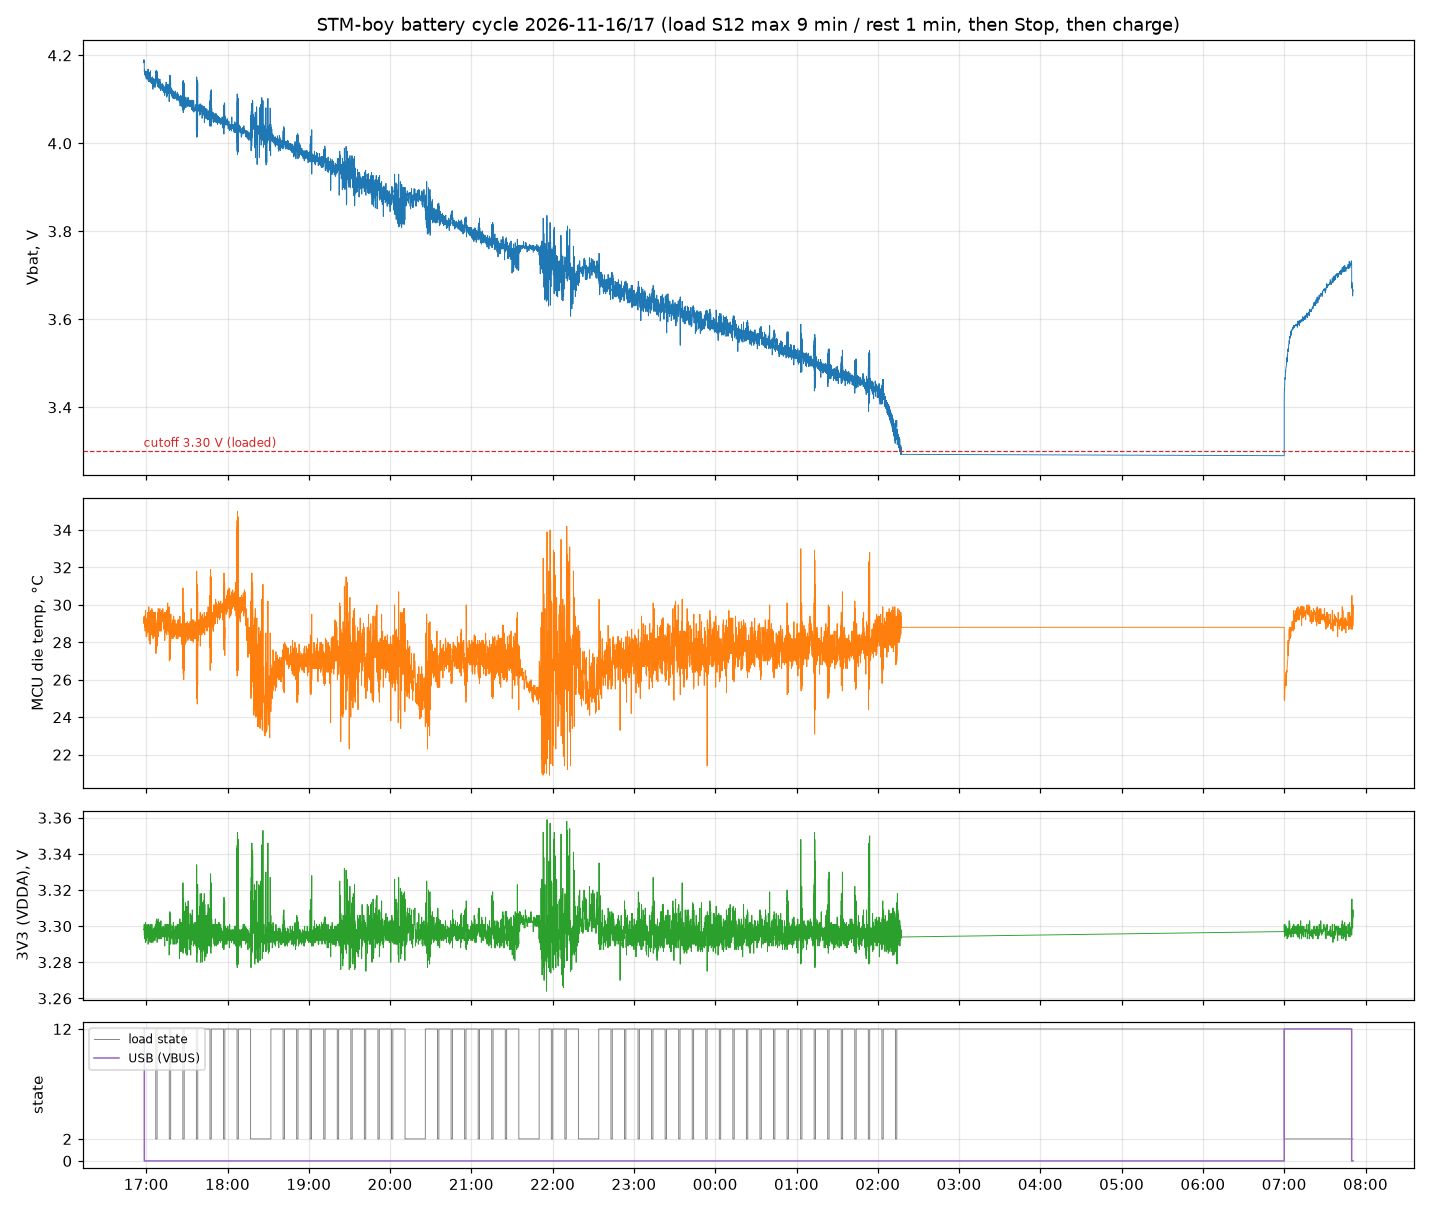 STM-boy battery cycle 2026-11-16/17 (load S12 max 9 min / rest 1 min, then Stop, then charge)
Vbat, V
4.2
4.0
3.8
3.6
3.4
cutoff 3.30 V (loaded)
MCU die temp, °C
34
32
30
28
26
24
22
3V3 (VDDA), V
3.36
3.34
3.32
3.30
3.28
3.26
state
12
2
0
load state
USB (VBUS)
17:00 18:00 19:00 20:00 21:00 22:00 23:00 00:00 01:00 02:00 03:00 04:00 05:00 06:00 07:00 08:00